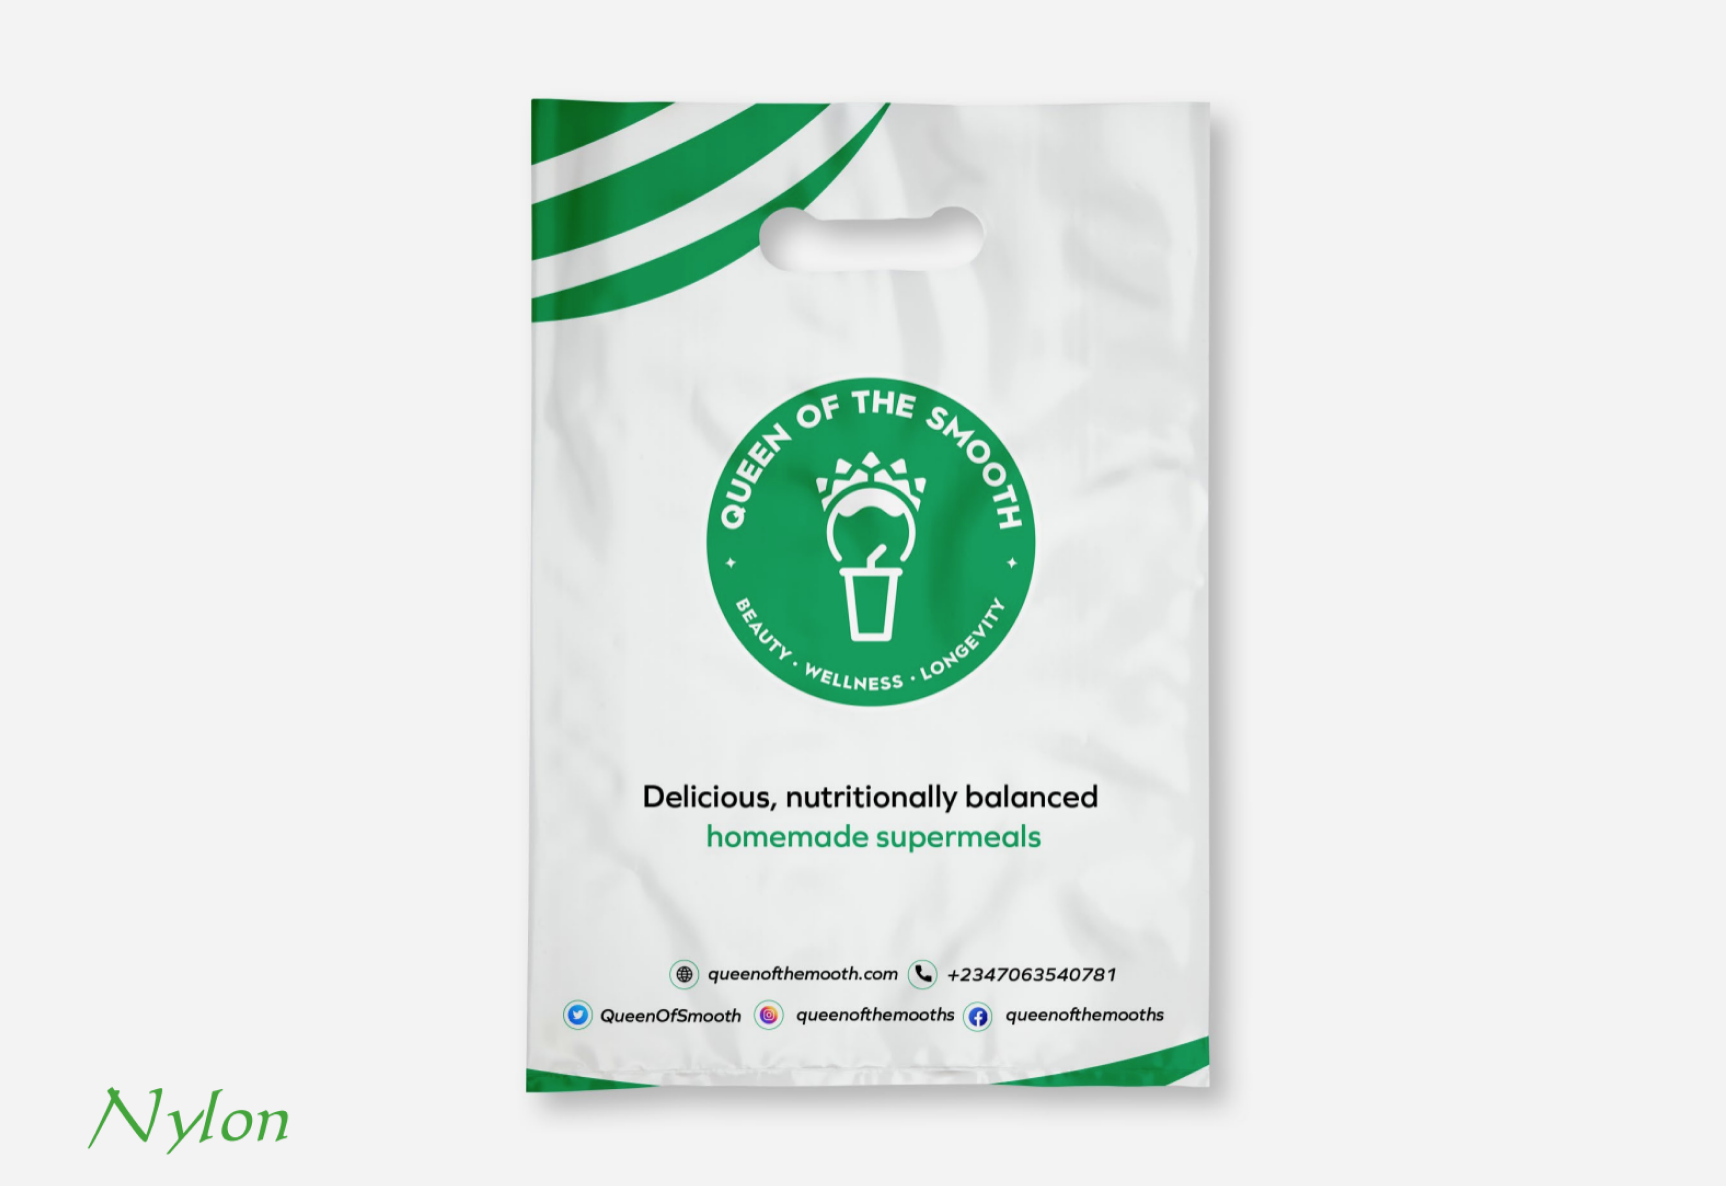 QUEEN OF THE SMOOTH
BEAUTY · WELLNESS · LONGEVITY
Delicious, nutritionally balanced
homemade supermeals
queenofthemooth.com +2347063540781
QueenOfSmooth queenofthemooths queenofthemooths
Nylon